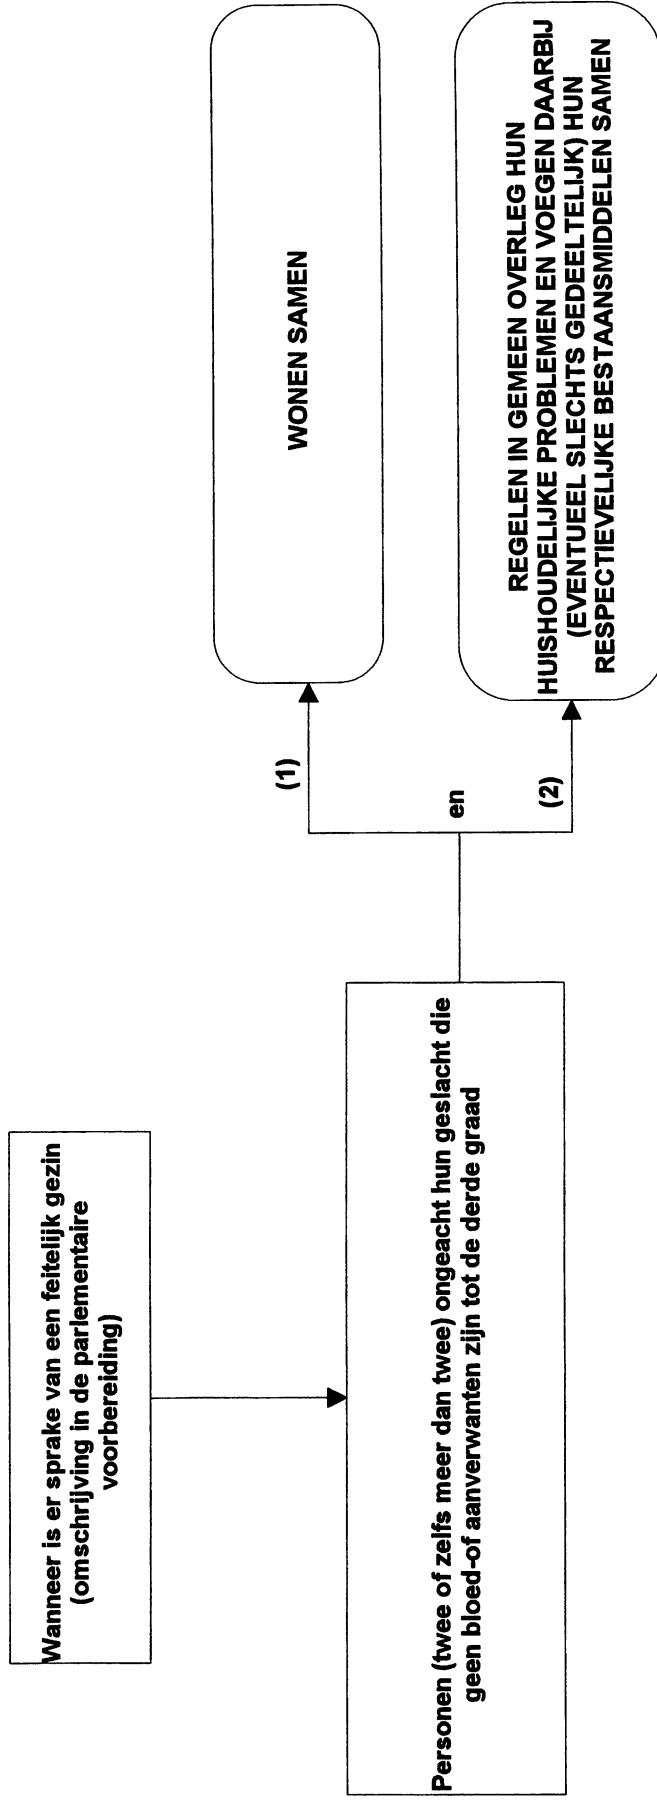 Wanneer is er sprake van een feitelijk gezin
(omschrijving in de parlementaire
voorbereiding)
Personen (twee of zelfs meer dan twee) ongeacht hun geslacht die
geen bloed-of aanverwanten zijn tot de derde graad
en
(1)
WONEN SAMEN
(2)
REGELEN IN GEMEEN OVERLEG HUN
HUISHOUDELIJKE PROBLEMEN EN VOEGEN DAARBIJ
(EVENTUEEL SLECHTS GEDEELTELIJK) HUN
RESPECTIEVELIJKE BESTAANSMIDDELEN SAMEN